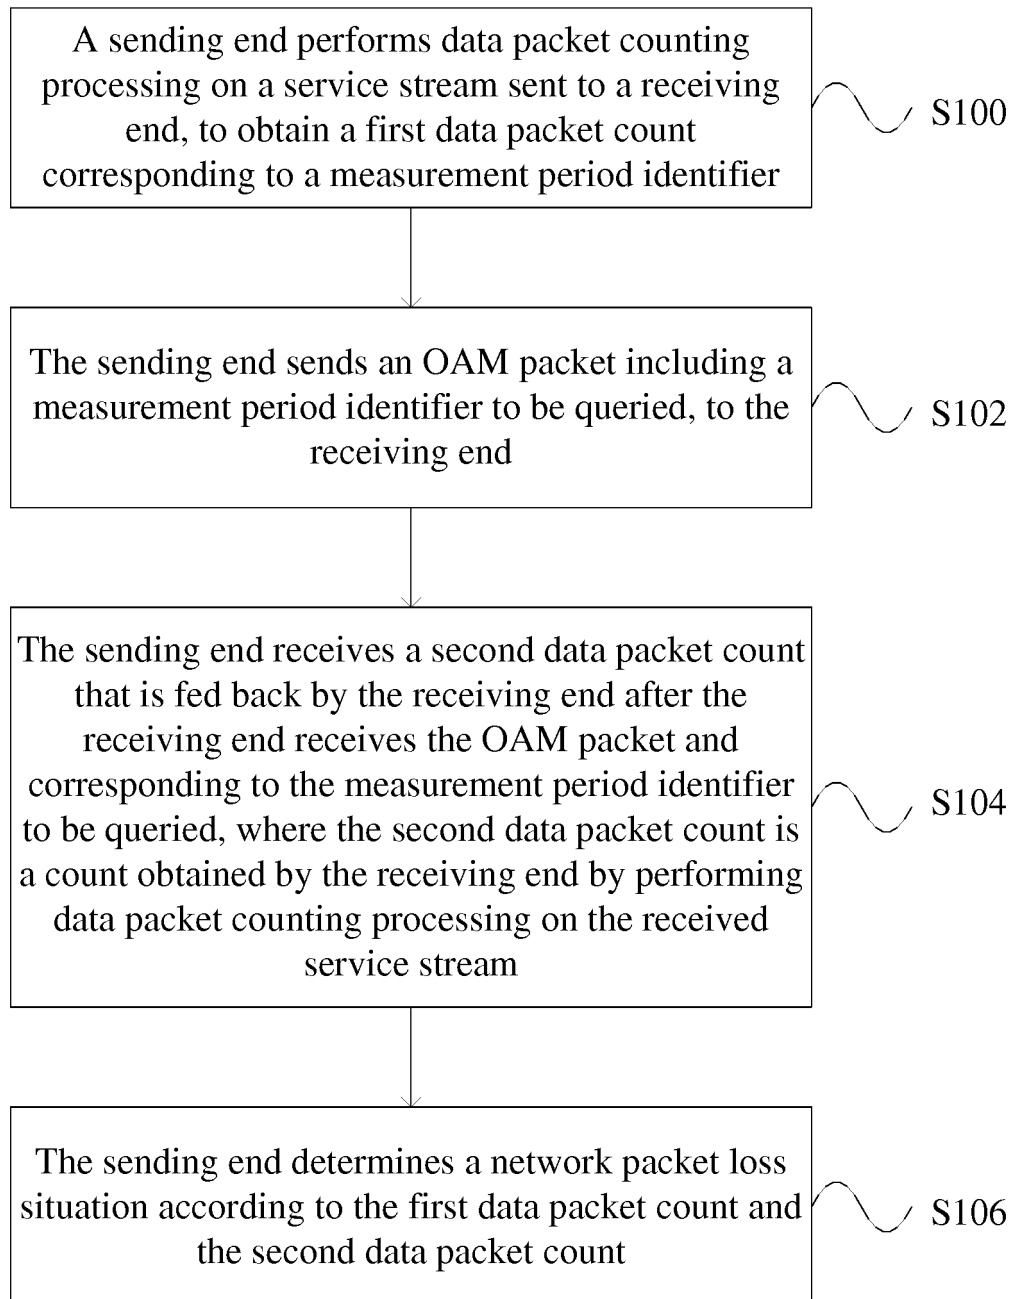 A sending end performs data packet counting
processing on a service stream sent to a receiving
end, to obtain a first data packet count
corresponding to a measurement period identifier
S100
The sending end sends an OAM packet including a
measurement period identifier to be queried, to the
receiving end
S102
The sending end receives a second data packet count
that is fed back by the receiving end after the
receiving end receives the OAM packet and
corresponding to the measurement period identifier
to be queried, where the second data packet count is
a count obtained by the receiving end by performing
data packet counting processing on the received
service stream
S104
The sending end determines a network packet loss
situation according to the first data packet count and
the second data packet count
S106